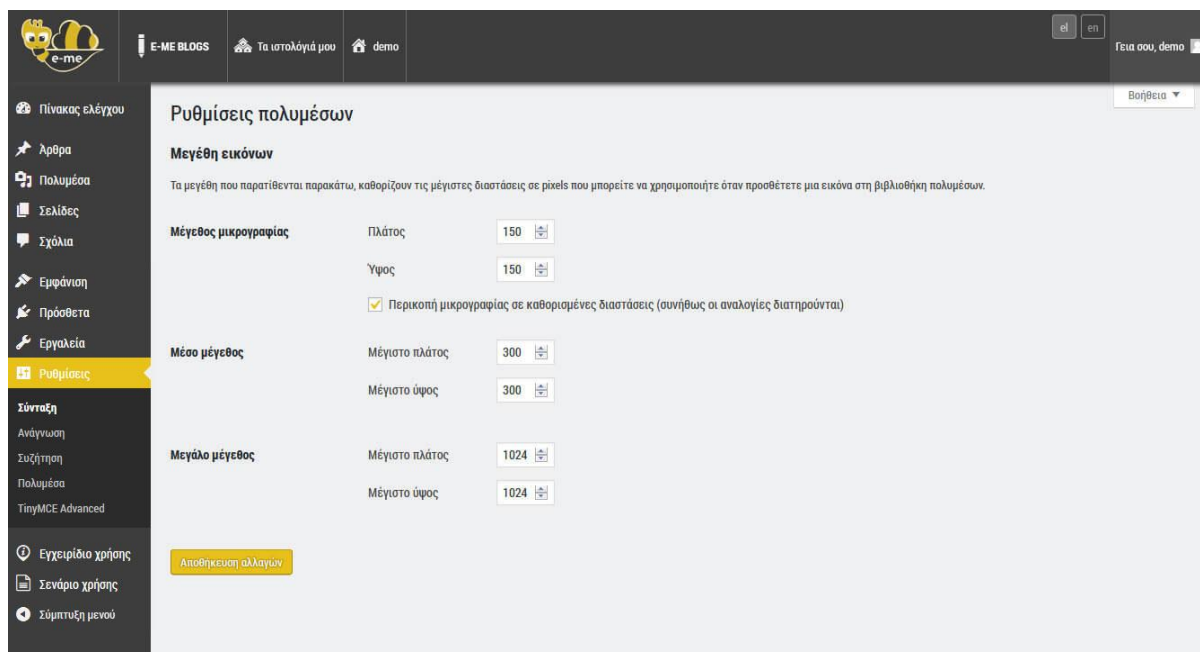 e-me
E-ME BLOGS
Τα ιστολόγιά μου
demo
el
en
Γεια σου, demo
Βοήθεια
Πίνακας ελέγχου
Άρθρα
Πολυμέσα
Σελίδες
Σχόλια
Εμφάνιση
Πρόσθετα
Εργαλεία
Ρυθμίσεις
Σύνταξη
Ανάγνωση
Συζήτηση
Πολυμέσα
TinyMCE Advanced
Εγχειρίδιο χρήσης
Σενάριο χρήσης
Σύμπτυξη μενού
Ρυθμίσεις πολυμέσων
Μεγέθη εικόνων
Τα μεγέθη που παρατίθενται παρακάτω, καθορίζουν τις μέγιστες διαστάσεις σε pixels που μπορείτε να χρησιμοποιήτε όταν προσθέτετε μια εικόνα στη βιβλιοθήκη πολυμέσων.
Μέγεθος μικρογραφίας
Πλάτος 150
Ύψος 150
Περικοπή μικρογραφίας σε καθορισμένες διαστάσεις (συνήθως οι αναλογίες διατηρούνται)
Μέσο μέγεθος
Μέγιστο πλάτος 300
Μέγιστο ύψος 300
Μεγάλο μέγεθος
Μέγιστο πλάτος 1024
Μέγιστο ύψος 1024
Αποθήκευση αλλαγών